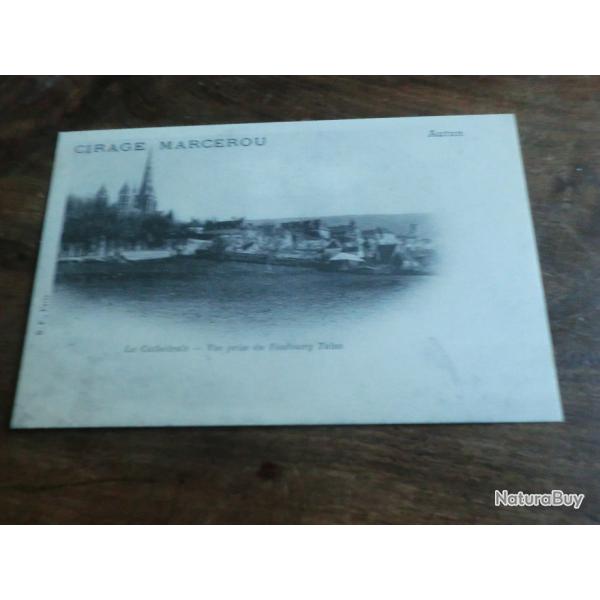 CIRAGE MARCEROU
Autun
La Cathédrale — Vue prise du Faubourg Talus
NaturaBuy